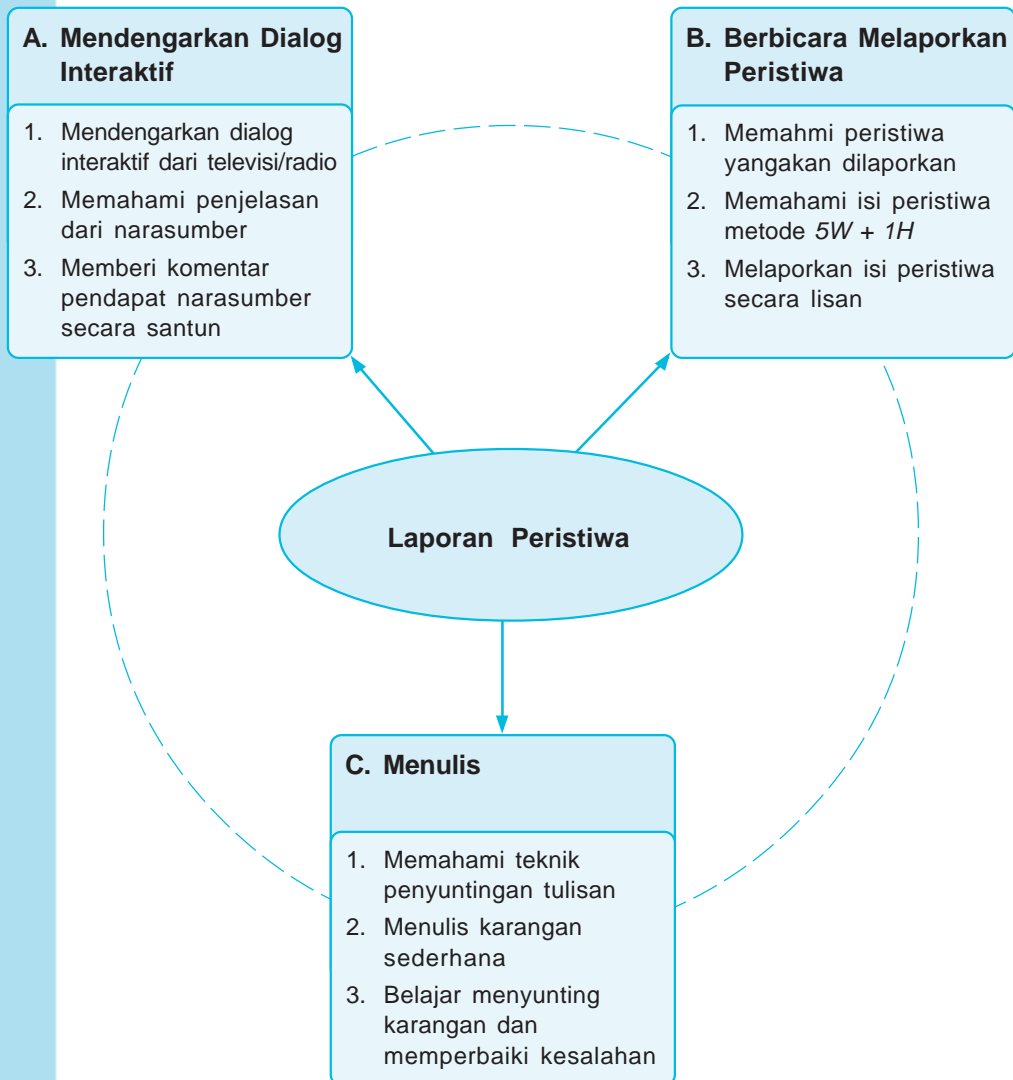 A. Mendengarkan Dialog
Interaktif
1. Mendengarkan dialog
interaktif dari televisi/radio
2. Memahami penjelasan
dari narasumber
3. Memberi komentar
pendapat narasumber
secara santun
B. Berbicara Melaporkan
Peristiwa
1. Memahmi peristiwa
yangakan dilaporkan
2. Memahami isi peristiwa
metode 5W + 1H
3. Melaporkan isi peristiwa
secara lisan
Laporan Peristiwa
C. Menulis
1. Memahami teknik
penyuntingan tulisan
2. Menulis karangan
sederhana
3. Belajar menyunting
karangan dan
memperbaiki kesalahan